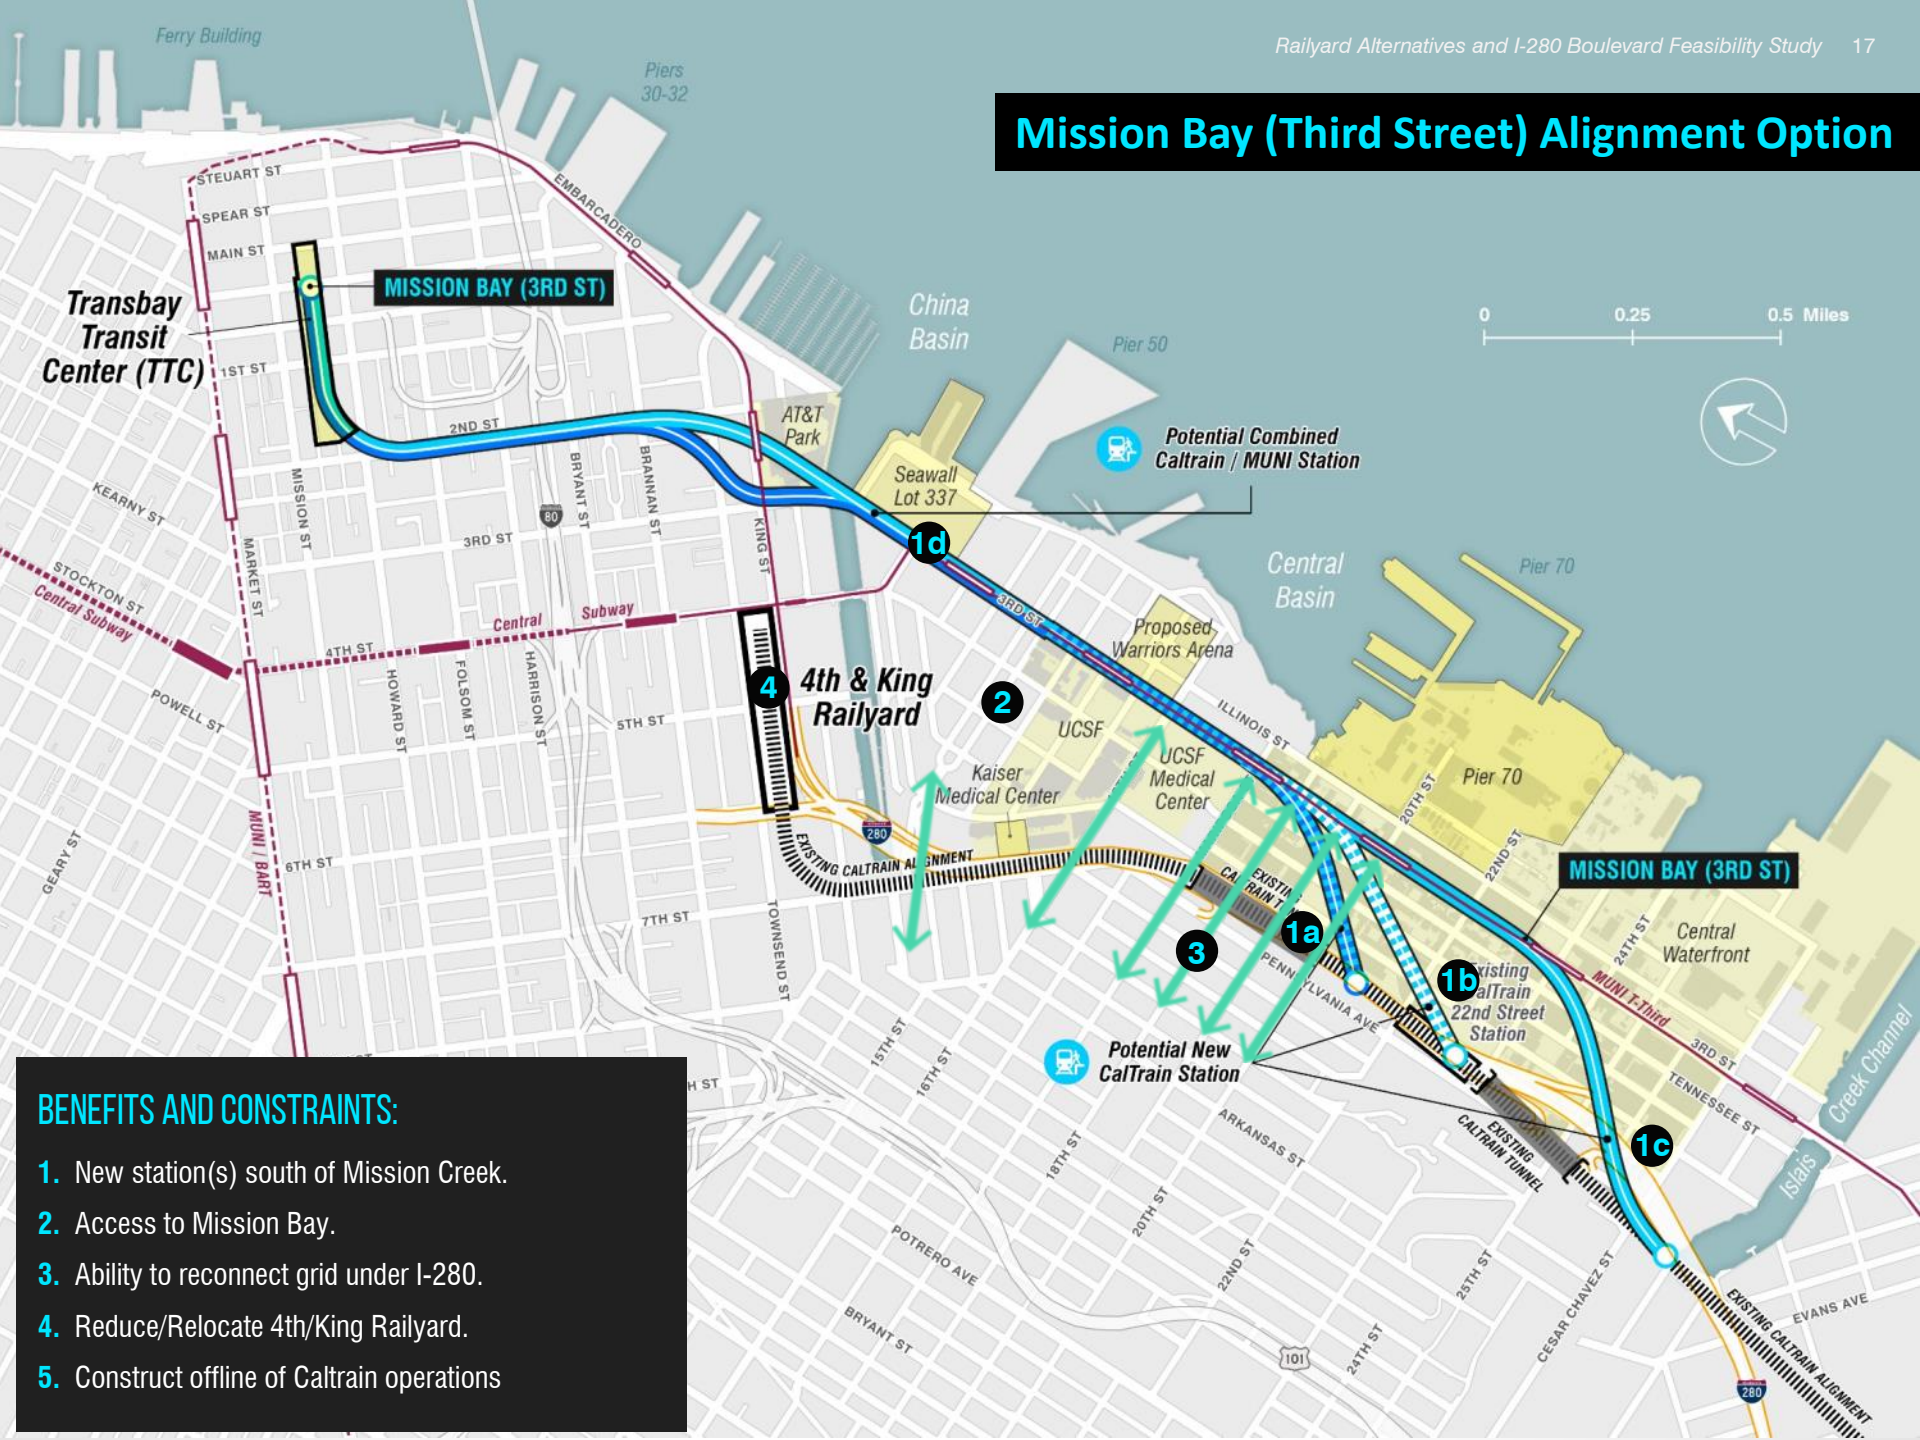 Railyard Alternatives and I-280 Boulevard Feasibility Study 17
Mission Bay (Third Street) Alignment Option
Ferry Building
Piers
30-32
STEUART ST
SPEAR ST
MAIN ST
EMBARCADERO
Transbay
Transit
Center (TTC)
MISSION BAY (3RD ST)
1ST ST
2ND ST
China
Basin
Pier 50
0 0.25 0.5 Miles
AT&T
Park
Seawall
Lot 337
Potential Combined
Caltrain / MUNI Station
KEARNY ST
MISSION ST
BRYANT ST
BRANNAN ST
80
3RD ST
KING ST
MARKET ST
STOCKTON ST
Central Subway
Central Subway
4TH ST
1d
3RD ST
Central
Basin
Pier 70
Proposed
Warriors Arena
POWELL ST
HOWARD ST
FOLSOM ST
HARRISON ST
5TH ST
4
4th & King
Railyard
2
UCSF
ILLINOIS ST
UCSF
Medical
Center
Kaiser
Medical Center
Pier 70
20TH ST
22ND ST
MUNI / BART
GEARY ST
6TH ST
280
EXISTING CALTRAIN ALIGNMENT
7TH ST
TOWNSEND ST
EXISTING
1a
3
PENNSYLVANIA AVE
MISSION BAY (3RD ST)
24TH ST
Central
Waterfront
1b
Existing
CalTrain
22nd Street
Station
MUNI T-Third
3RD ST
TENNESSEE ST
Islais
Creek Channel
15TH ST
16TH ST
Potential New
CalTrain Station
ARKANSAS ST
EXISTING
CALTRAIN TUNNEL
1c
18TH ST
20TH ST
22ND ST
25TH ST
24TH ST
CESAR CHAVEZ ST
POTRERO AVE
BRYANT ST
101
EVANS AVE
EXISTING CALTRAIN ALIGNMENT
280
H ST
BENEFITS AND CONSTRAINTS:
1. New station(s) south of Mission Creek.
2. Access to Mission Bay.
3. Ability to reconnect grid under I-280.
4. Reduce/Relocate 4th/King Railyard.
5. Construct offline of Caltrain operations